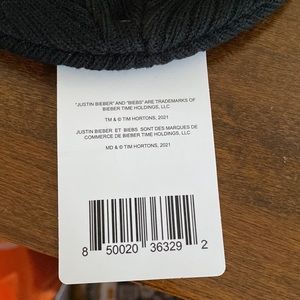 "JUSTIN BIEBER" AND "BIEBS" ARE TRADEMARKS OF
BIEBER TIME HOLDINGS, LLC
TM & © TIM HORTONS, 2021
JUSTIN BIEBER ET BIEBS SONT DES MARQUES DE
COMMERCE DE BIEBER TIME HOLDINGS, LLC
MD & © TIM HORTONS, 2021
8 50020 36329 2